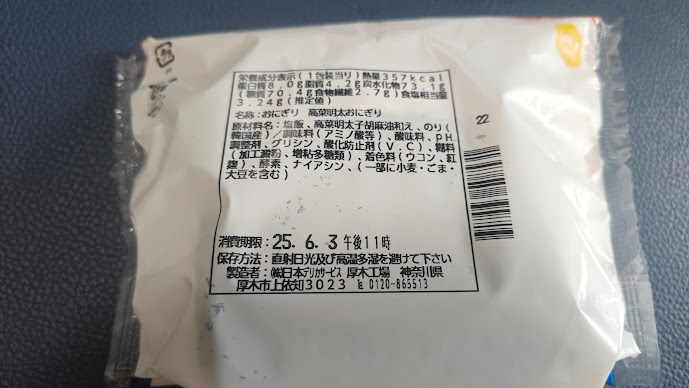 栄養成分表示(1包装当り)熱量357kcal
蛋白質8.0g脂質4.2g炭水化物73.1g
(糖質70.4g食物繊維2.7g)食塩相当量
3.24g(推定値)
名称:おにぎり 高菜明太おにぎり
原材料名:塩飯、高菜明太子胡麻油和え、のり(
韓国産)/調味料(アミノ酸等)、酸味料、pH
調整剤、グリシン、酸化防止剤(V.C)、糊料
(加工澱粉、増粘多糖類)、着色料(ウコン、紅
麹)、酵素、ナイアシン、(一部に小麦・ごま・
大豆を含む)
消費期限:25.6.3午後11時
保存方法:直射日光及び高温多湿を避けて下さい
製造者:㈱日本デリカサービス 厚木工場 神奈川県
厚木市上依知3023 ℡0120-865513
22
プラ